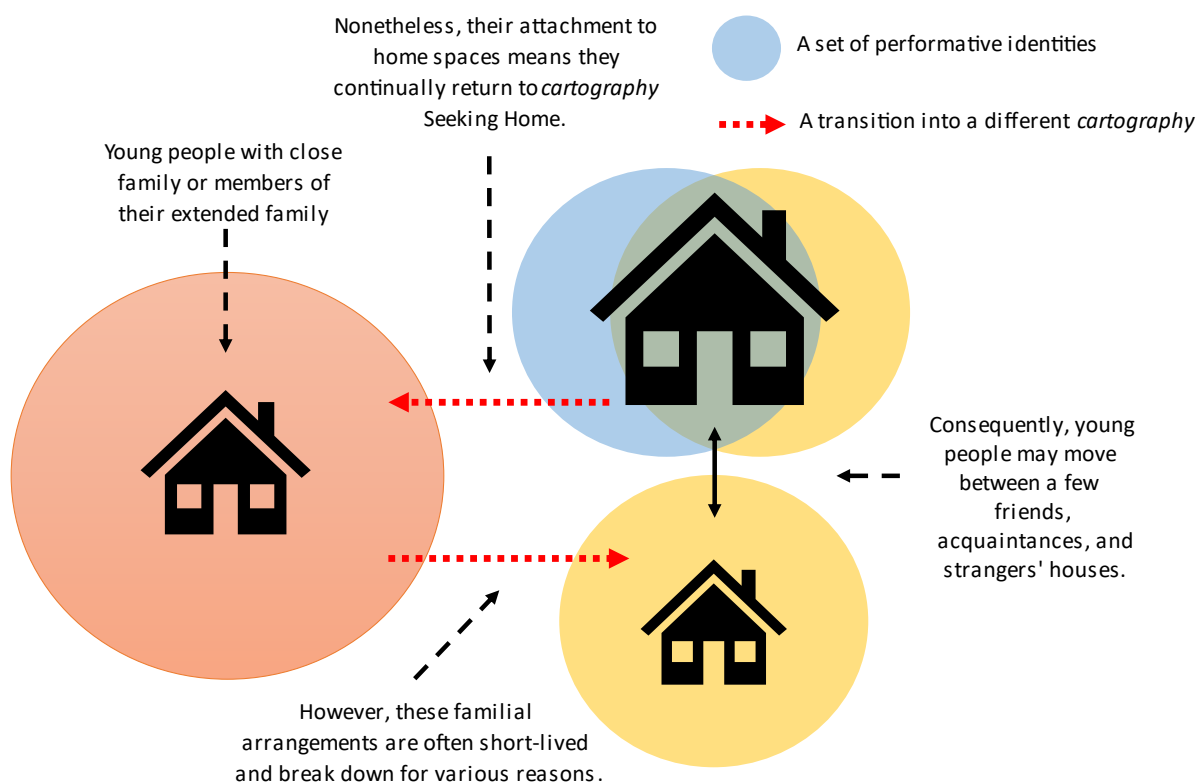 Nonetheless, their attachment to
home spaces means they
continually return to cartography
Seeking Home.
A set of performative identities
A transition into a different cartography
Young people with close
family or members of
their extended family
Consequently, young
people may move
between a few
friends,
acquaintances, and
strangers' houses.
However, these familial
arrangements are often short-lived
and break down for various reasons.